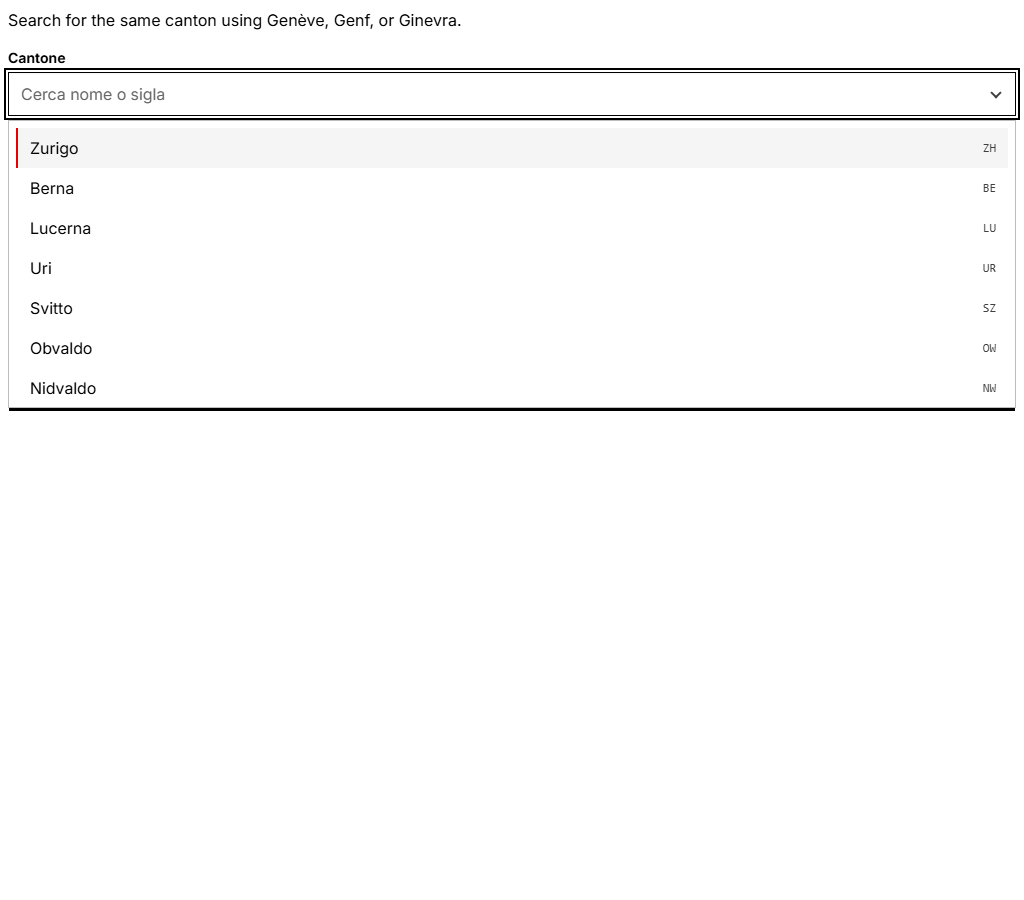 Search for the same canton using Genève, Genf, or Ginevra.
Cantone
Cerca nome o sigla
Zurigo ZH
Berna BE
Lucerna LU
Uri UR
Svitto SZ
Obvaldo OW
Nidvaldo NW